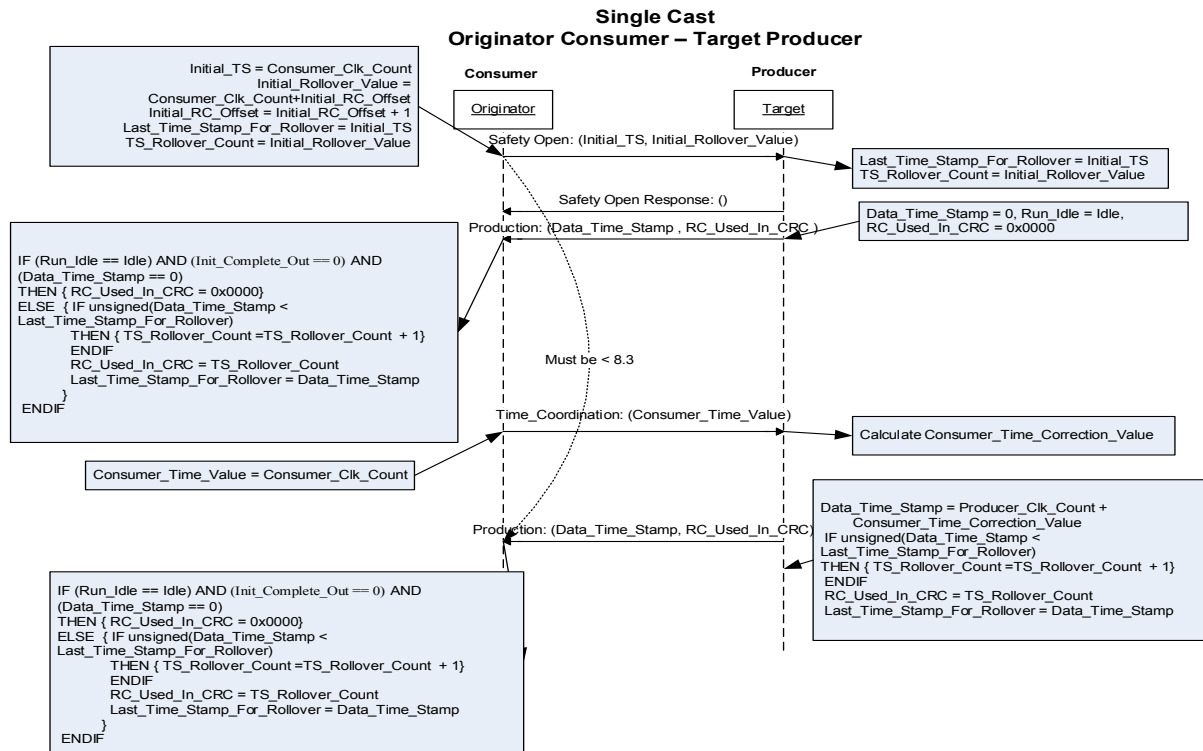 Single Cast
Originator Consumer – Target Producer
Initial_TS = Consumer_Clk_Count
Initial_Rollover_Value =
Consumer_Clk_Count+Initial_RC_Offset
Initial_RC_Offset = Initial_RC_Offset + 1
Last_Time_Stamp_For_Rollover = Initial_TS
TS_Rollover_Count = Initial_Rollover_Value
Consumer
Producer
Originator
Target
Safety Open: (Initial_TS, Initial_Rollover_Value)
Last_Time_Stamp_For_Rollover = Initial_TS
TS_Rollover_Count = Initial_Rollover_Value
Safety Open Response: ()
Production: (Data_Time_Stamp , RC_Used_In_CRC )
Data_Time_Stamp = 0, Run_Idle = Idle,
RC_Used_In_CRC = 0x0000
IF (Run_Idle == Idle) AND (Init_Complete_Out == 0) AND
(Data_Time_Stamp == 0)
THEN { RC_Used_In_CRC = 0x0000}
ELSE { IF unsigned(Data_Time_Stamp <
Last_Time_Stamp_For_Rollover)
THEN { TS_Rollover_Count =TS_Rollover_Count + 1}
ENDIF
RC_Used_In_CRC = TS_Rollover_Count
Last_Time_Stamp_For_Rollover = Data_Time_Stamp
}
ENDIF
Must be < 8.3
Time_Coordination: (Consumer_Time_Value)
Calculate Consumer_Time_Correction_Value
Consumer_Time_Value = Consumer_Clk_Count
Production: (Data_Time_Stamp, RC_Used_In_CRC)
Data_Time_Stamp = Producer_Clk_Count +
Consumer_Time_Correction_Value
IF unsigned(Data_Time_Stamp <
Last_Time_Stamp_For_Rollover)
THEN { TS_Rollover_Count =TS_Rollover_Count + 1}
ENDIF
RC_Used_In_CRC = TS_Rollover_Count
Last_Time_Stamp_For_Rollover = Data_Time_Stamp
IF (Run_Idle == Idle) AND (Init_Complete_Out == 0) AND
(Data_Time_Stamp == 0)
THEN { RC_Used_In_CRC = 0x0000}
ELSE { IF unsigned(Data_Time_Stamp <
Last_Time_Stamp_For_Rollover)
THEN { TS_Rollover_Count =TS_Rollover_Count + 1}
ENDIF
RC_Used_In_CRC = TS_Rollover_Count
Last_Time_Stamp_For_Rollover = Data_Time_Stamp
}
ENDIF